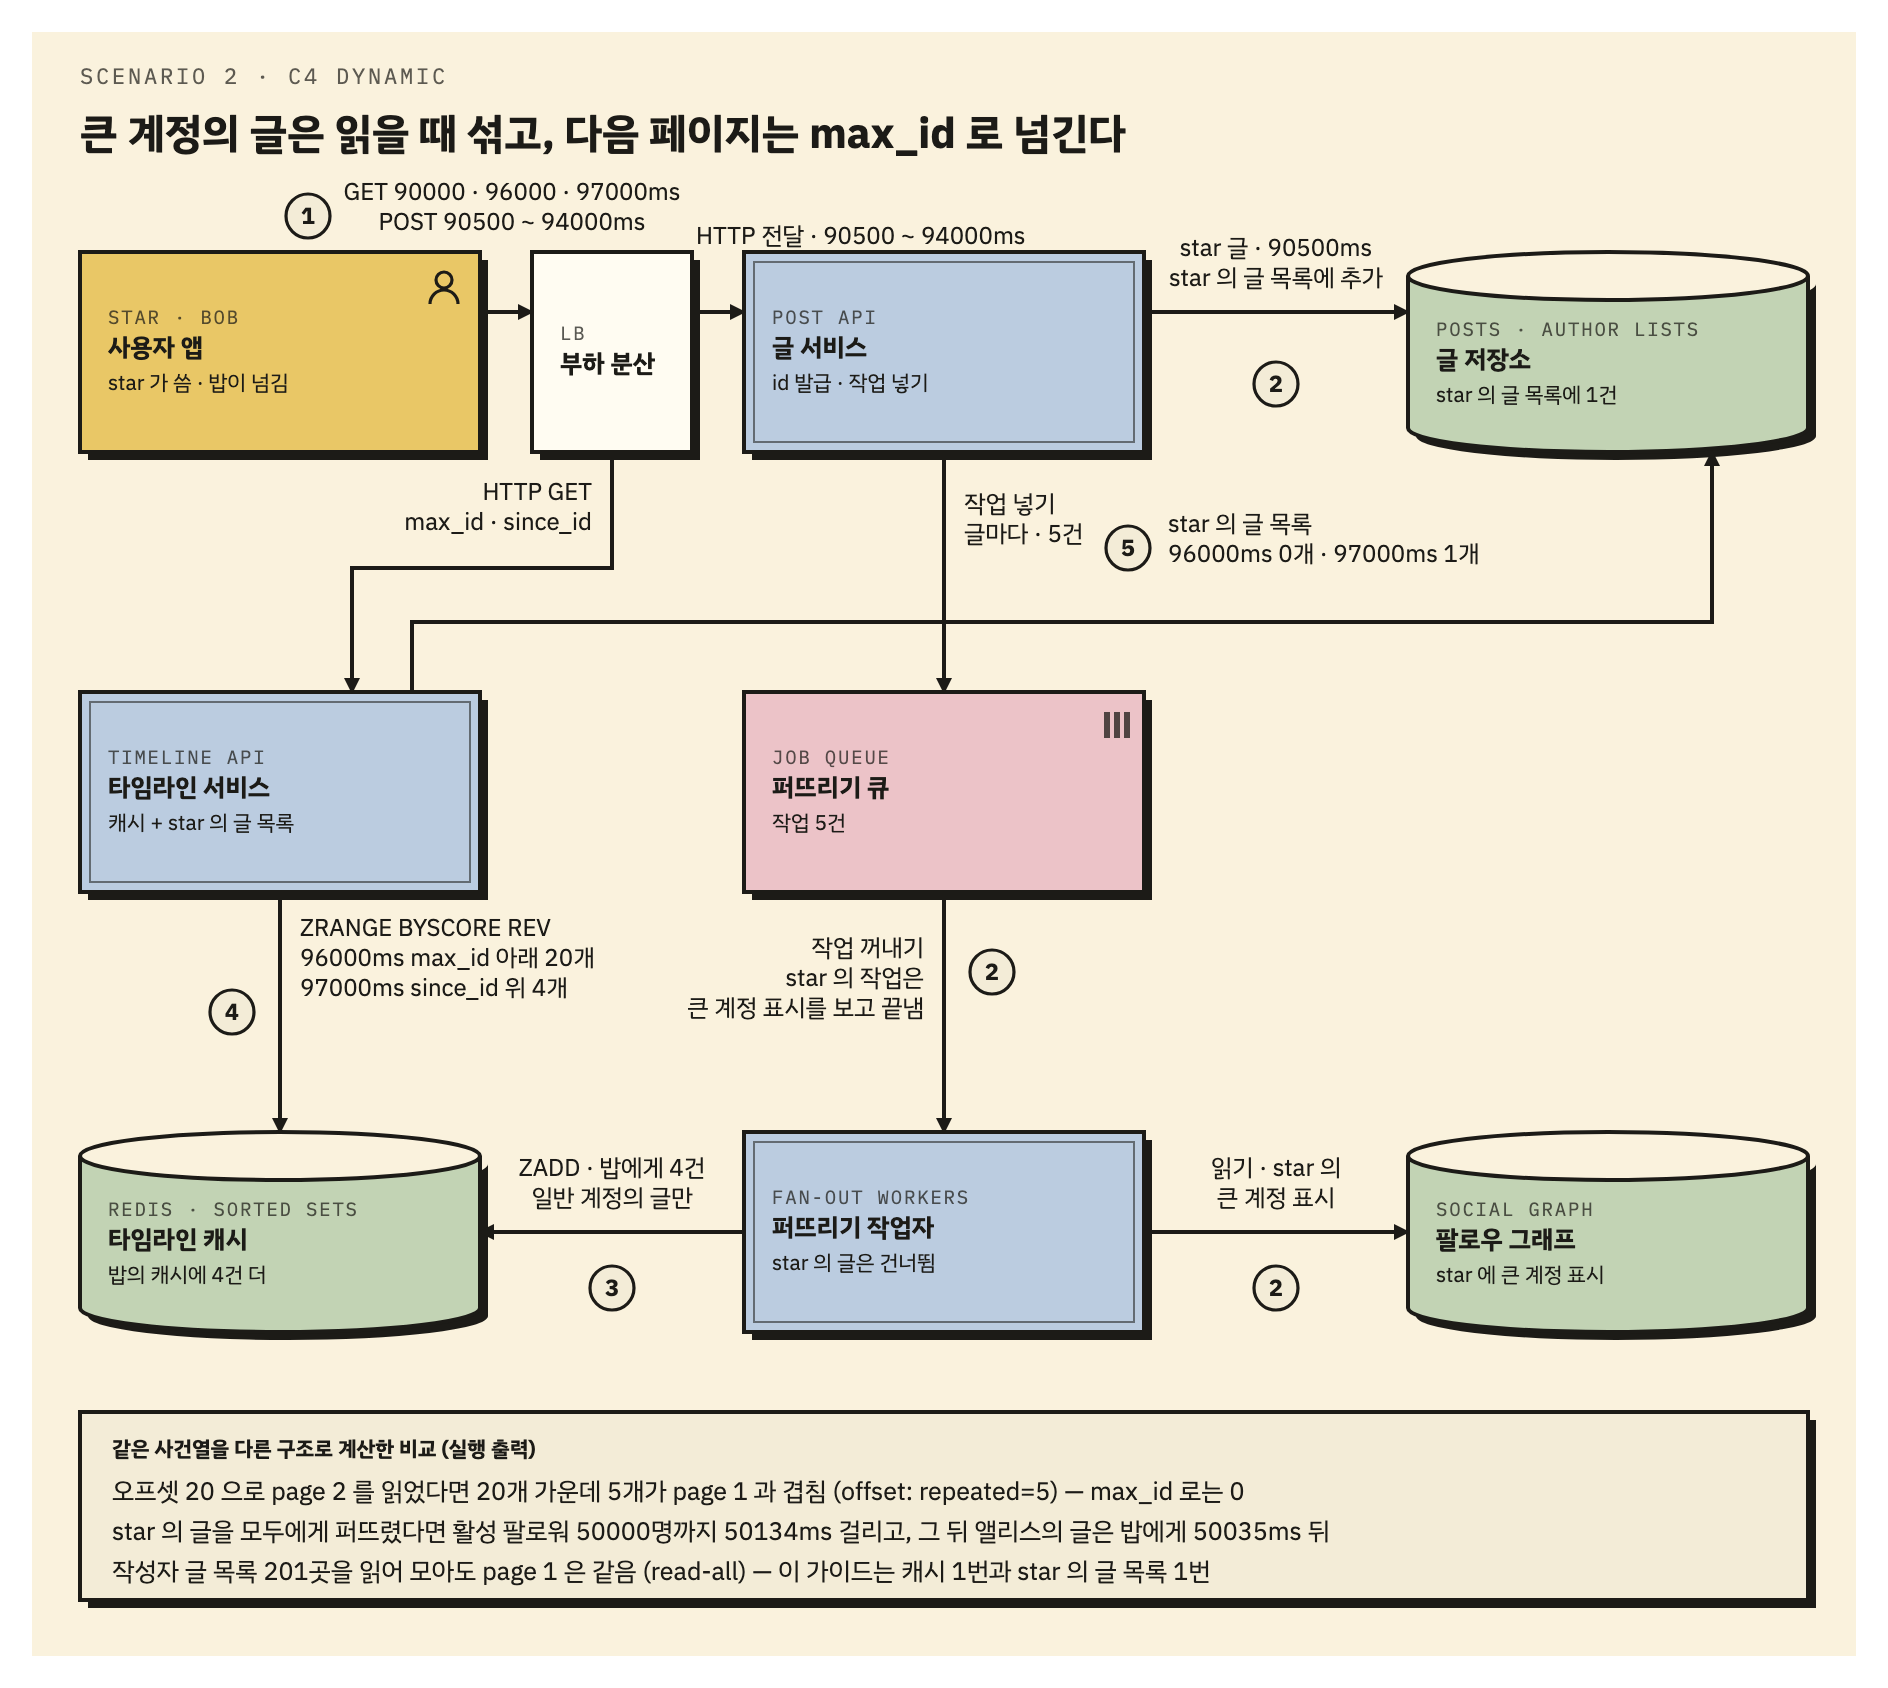 SCENARIO 2 · C4 DYNAMIC
큰 계정의 글은 읽을 때 섞고, 다음 페이지는 max_id 로 넘긴다
1
GET 90000 · 96000 · 97000ms
POST 90500 ~ 94000ms
HTTP 전달 · 90500 ~ 94000ms
star 글 · 90500ms
star 의 글 목록에 추가
STAR · BOB
사용자 앱
star 가 씀 · 밥이 넘김
LB
부하 분산
POST API
글 서비스
id 발급 · 작업 넣기
2
POSTS · AUTHOR LISTS
글 저장소
star 의 글 목록에 1건
HTTP GET
max_id · since_id
작업 넣기
글마다 · 5건
5
star 의 글 목록
96000ms 0개 · 97000ms 1개
TIMELINE API
타임라인 서비스
캐시 + star 의 글 목록
JOB QUEUE
퍼뜨리기 큐
작업 5건
ZRANGE BYSCORE REV
96000ms max_id 아래 20개
97000ms since_id 위 4개
4
작업 꺼내기
star 의 작업은
큰 계정 표시를 보고 끝냄
2
REDIS · SORTED SETS
타임라인 캐시
밥의 캐시에 4건 더
ZADD · 밥에게 4건
일반 계정의 글만
3
FAN-OUT WORKERS
퍼뜨리기 작업자
star 의 글은 건너뜀
읽기 · star 의
큰 계정 표시
2
SOCIAL GRAPH
팔로우 그래프
star 에 큰 계정 표시
같은 사건열을 다른 구조로 계산한 비교 (실행 출력)
오프셋 20 으로 page 2 를 읽었다면 20개 가운데 5개가 page 1 과 겹침 (offset: repeated=5) — max_id 로는 0
star 의 글을 모두에게 퍼뜨렸다면 활성 팔로워 50000명까지 50134ms 걸리고, 그 뒤 앨리스의 글은 밥에게 50035ms 뒤
작성자 글 목록 201곳을 읽어 모아도 page 1 은 같음 (read-all) — 이 가이드는 캐시 1번과 star 의 글 목록 1번